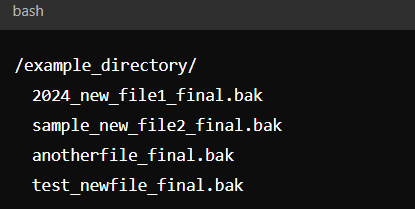 bash
/example_directory/
2024_new_file1_final.bak
sample_new_file2_final.bak
anotherfile_final.bak
test_newfile_final.bak